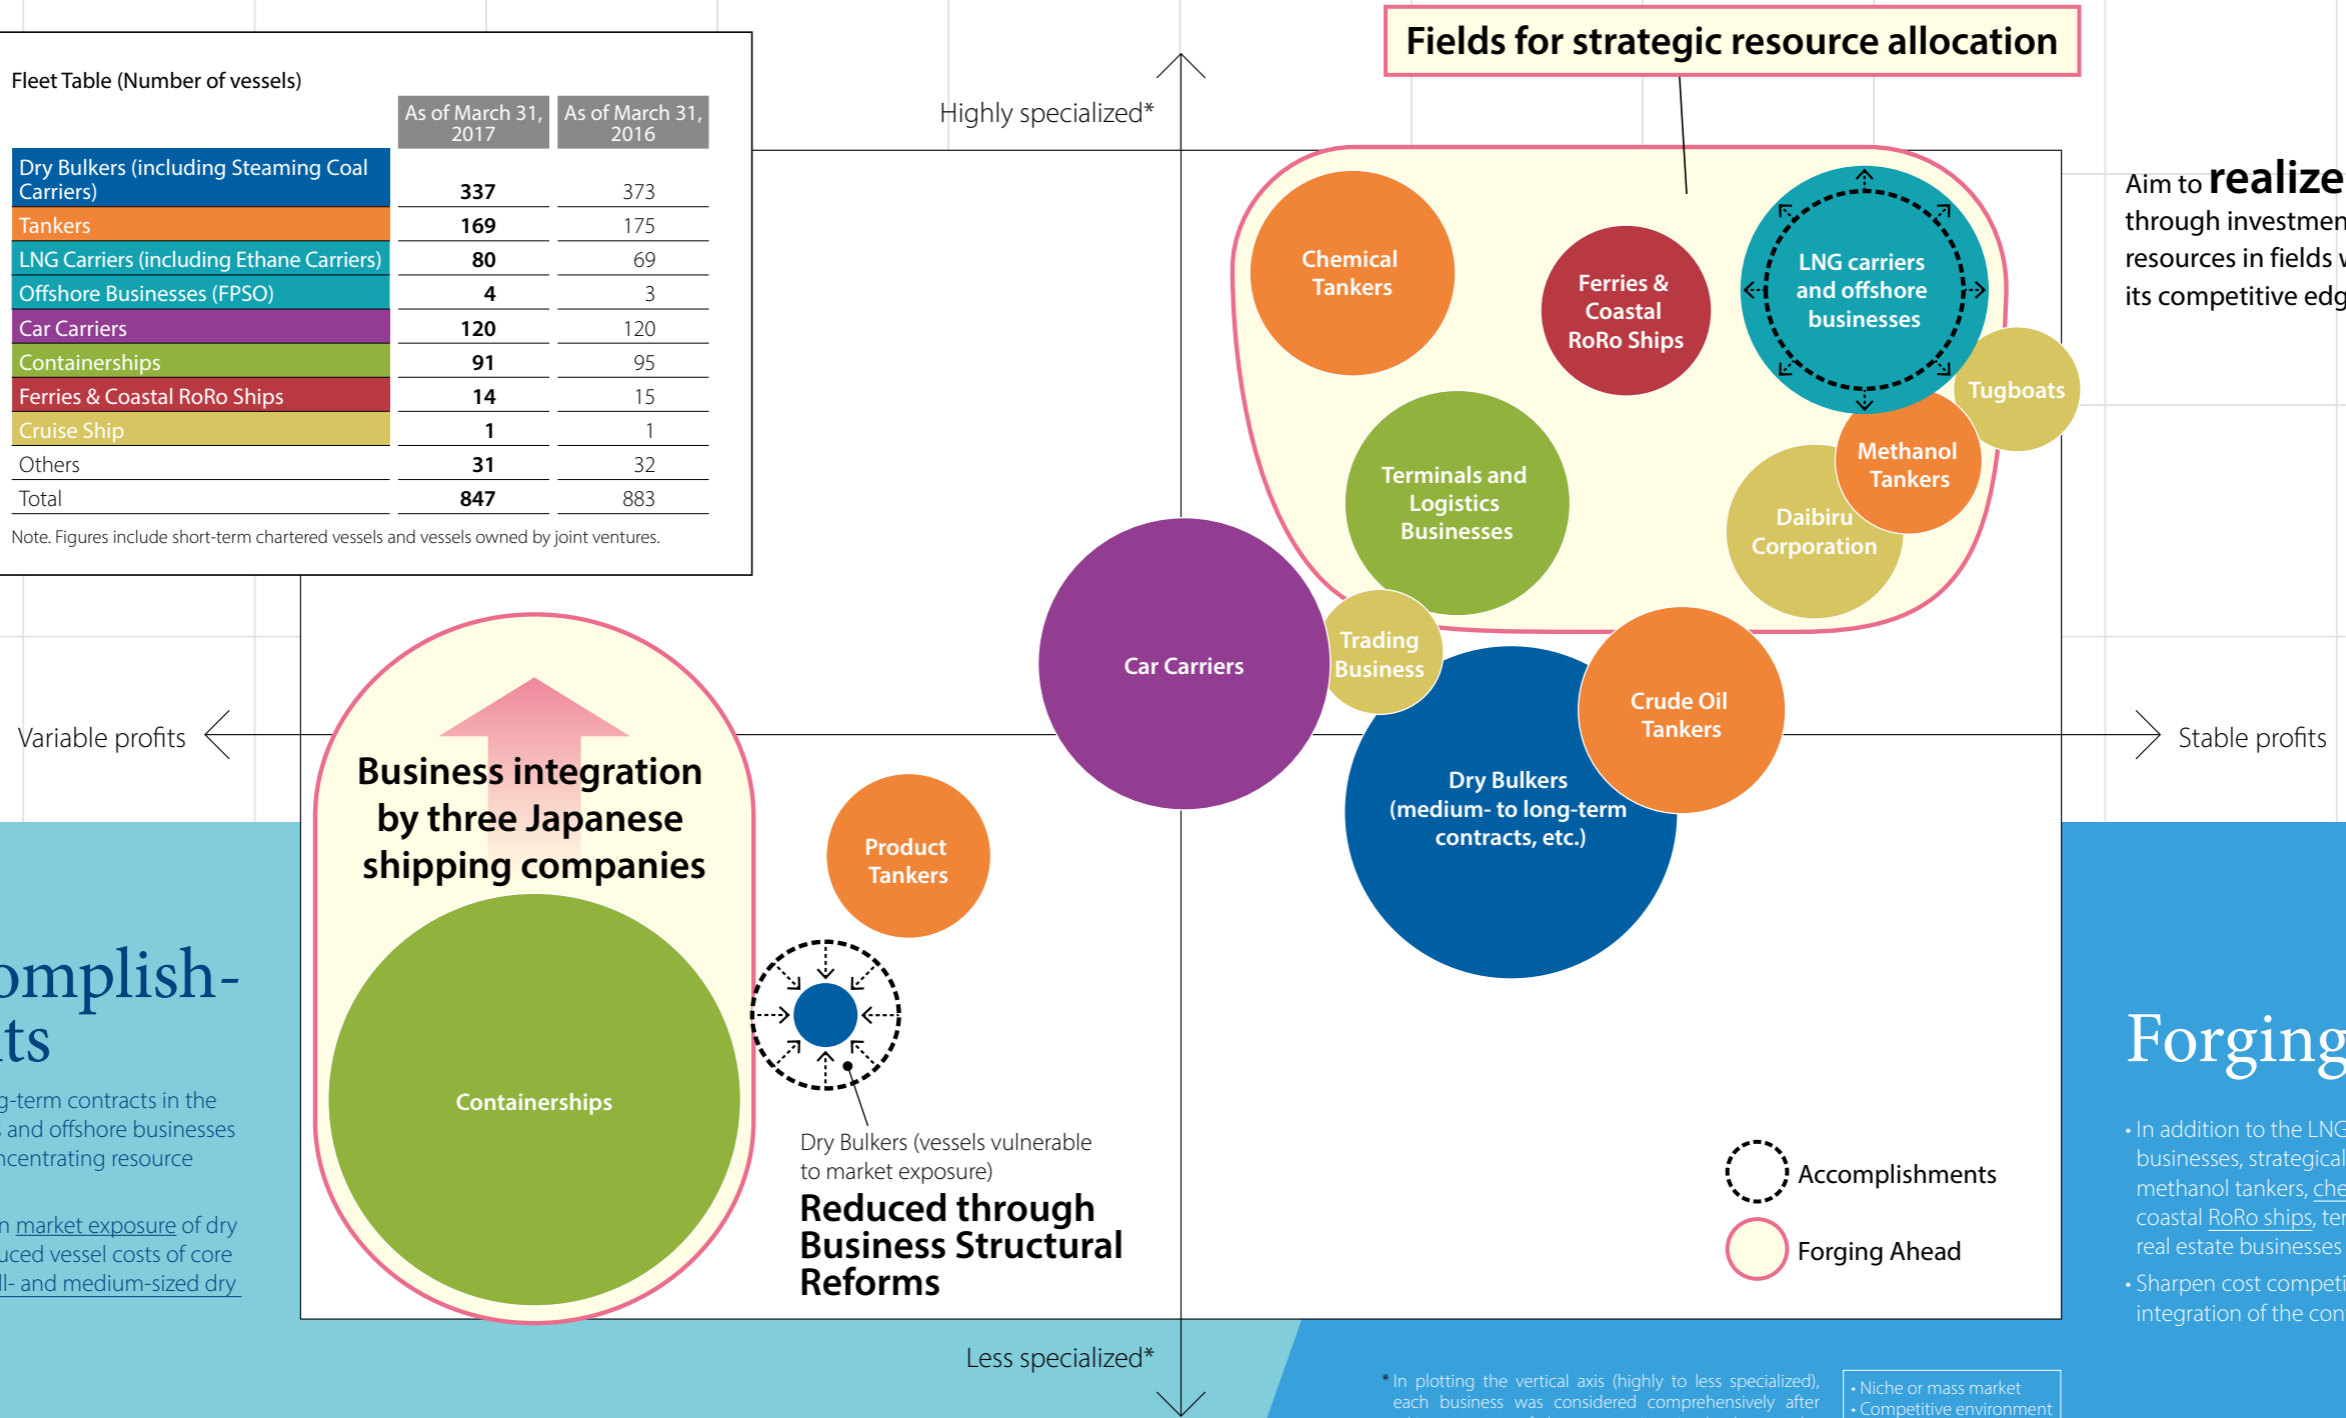 Fields for strategic resource allocation
Fleet Table (Number of vessels)
As of March 31, 2017
As of March 31, 2016
Dry Bulkers (including Steaming Coal
Carriers) 337 373
Tankers 169 175
LNG Carriers (including Ethane Carriers) 80 69
Offshore Businesses (FPSO) 4 3
Car Carriers 120 120
Containerships 91 95
Ferries & Coastal RoRo Ships 14 15
Cruise Ship 1 1
Others 31 32
Total 847 883
Note. Figures include short-term chartered vessels and vessels owned by joint ventures.
Highly specialized*
Chemical
Tankers
Ferries &
Coastal
RoRo Ships
LNG carriers
and offshore
businesses
Tugboats
Methanol
Tankers
Terminals and
Logistics
Businesses
Daibiru
Corporation
Aim to realize
through investmen
resources in fields
its competitive edg
Variable profits
Stable profits
Car Carriers
Trading
Business
Crude Oil
Tankers
Dry Bulkers
(medium- to long-term
contracts, etc.)
Business integration
by three Japanese
shipping companies
Product
Tankers
Containerships
Dry Bulkers (vessels vulnerable
to market exposure)
Reduced through
Business Structural
Reforms
Accomplishments
Forging Ahead
Less specialized*
omplish-
ts
g-term contracts in the
s and offshore businesses
ncentrating resource
n market exposure of dry
uced vessel costs of core
ll- and medium-sized dry
Forging
• In addition to the LNG
businesses, strategical
methanol tankers, che
coastal RoRo ships, ter
real estate businesses
• Sharpen cost competi
integration of the con
* In plotting the vertical axis (highly to less specialized),
each business was considered comprehensively after
• Niche or mass market
• Competitive environment